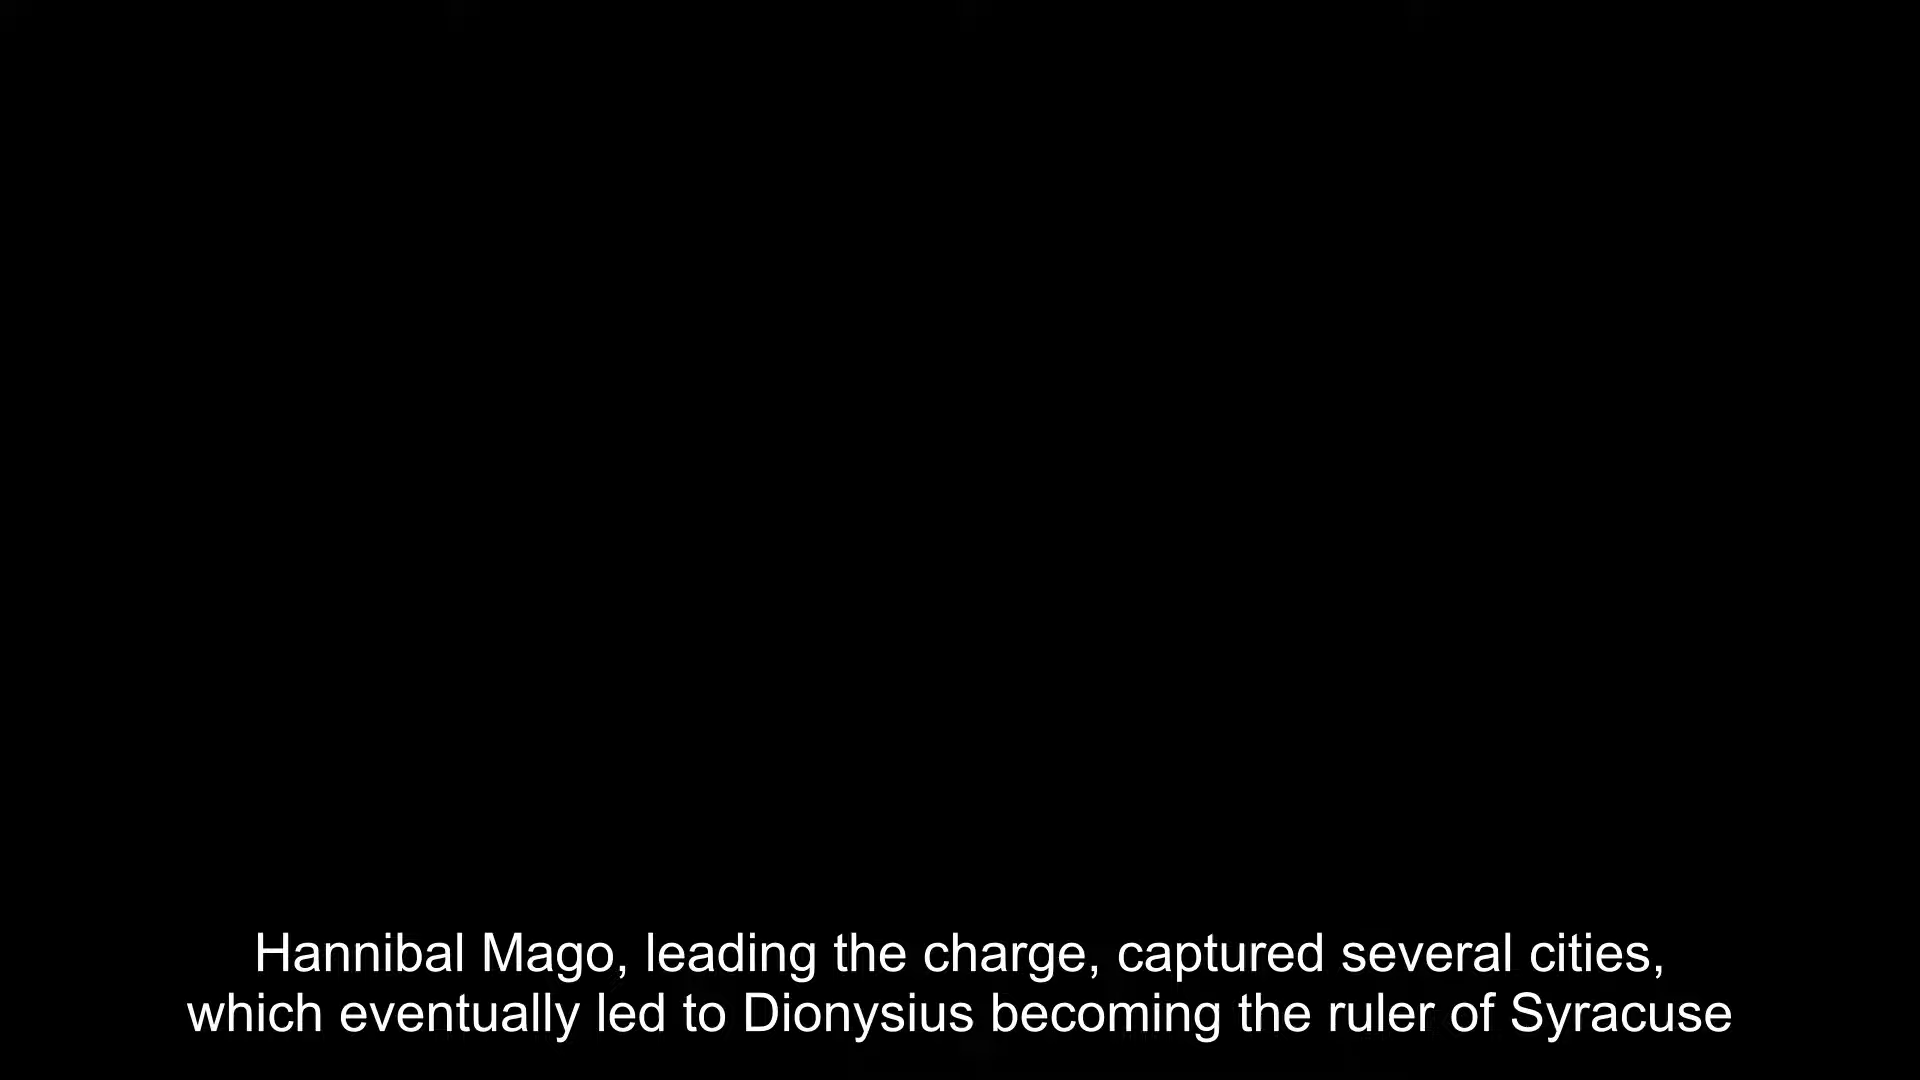 Hannibal Mago, leading the charge, captured several cities,
which eventually led to Dionysius becoming the ruler of Syracuse